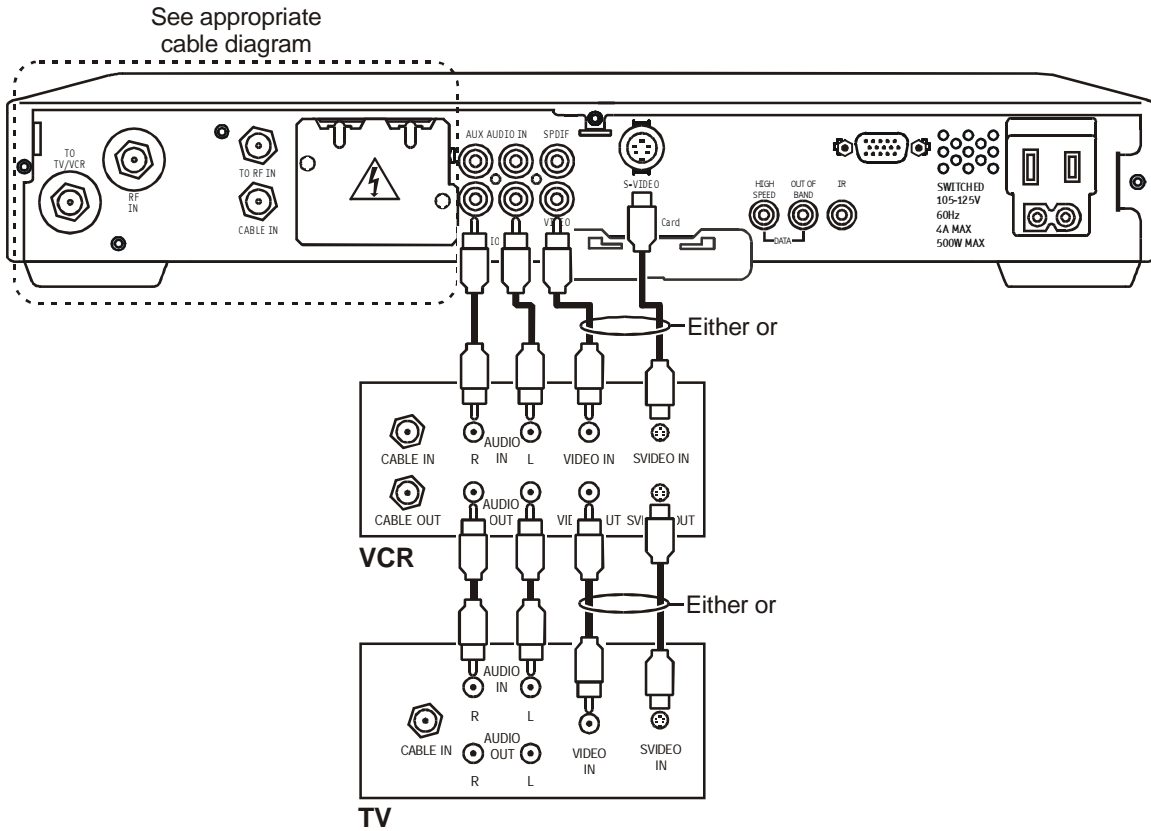 See appropriate
cable diagram
TO
TV/VCR
RF
IN
TO RF IN
CABLE IN
AUX AUDIO IN
SPDIF
VIDEO
S-VIDEO
Card
HIGH
SPEED
OUT OF
BAND
IR
DATA
SWITCHED
105-125V
60Hz
4A MAX
500W MAX
Either or
CABLE IN
R
AUDIO
IN
L
VIDEO IN
SVIDEO IN
CABLE OUT
AUDIO
OUT
VCR
Either or
AUDIO
IN
R
L
CABLE IN
AUDIO
OUT
R
L
VIDEO
IN
SVIDEO
IN
TV